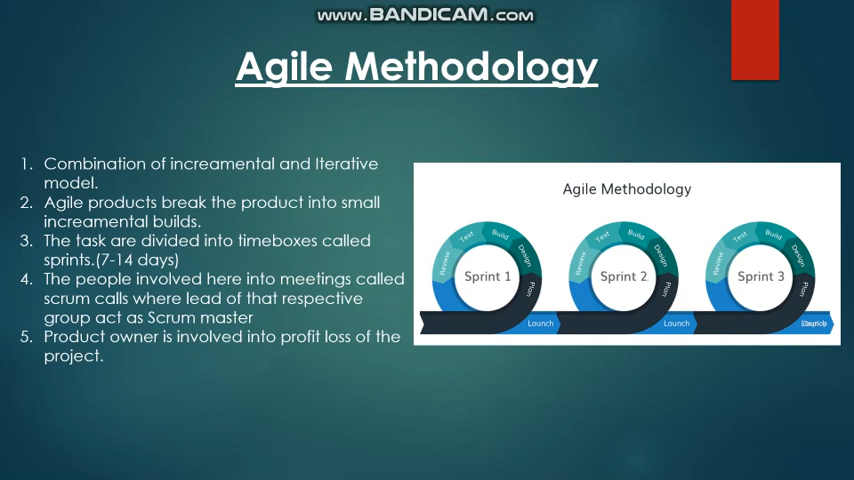 www.BANDICAM.com
Agile Methodology
1. Combination of increamental and Iterative
model.
2. Agile products break the product into small
increamental builds.
3. The task are divided into timeboxes called
sprints.(7-14 days)
4. The people involved here into meetings called
scrum calls where lead of that respective
group act as Scrum master
5. Product owner is involved into profit loss of the
project.
Agile Methodology
Review
Test
Build
Design
Plan
Sprint 1
Launch
Review
Test
Build
Design
Plan
Sprint 2
Launch
Review
Test
Build
Design
Plan
Sprint 3